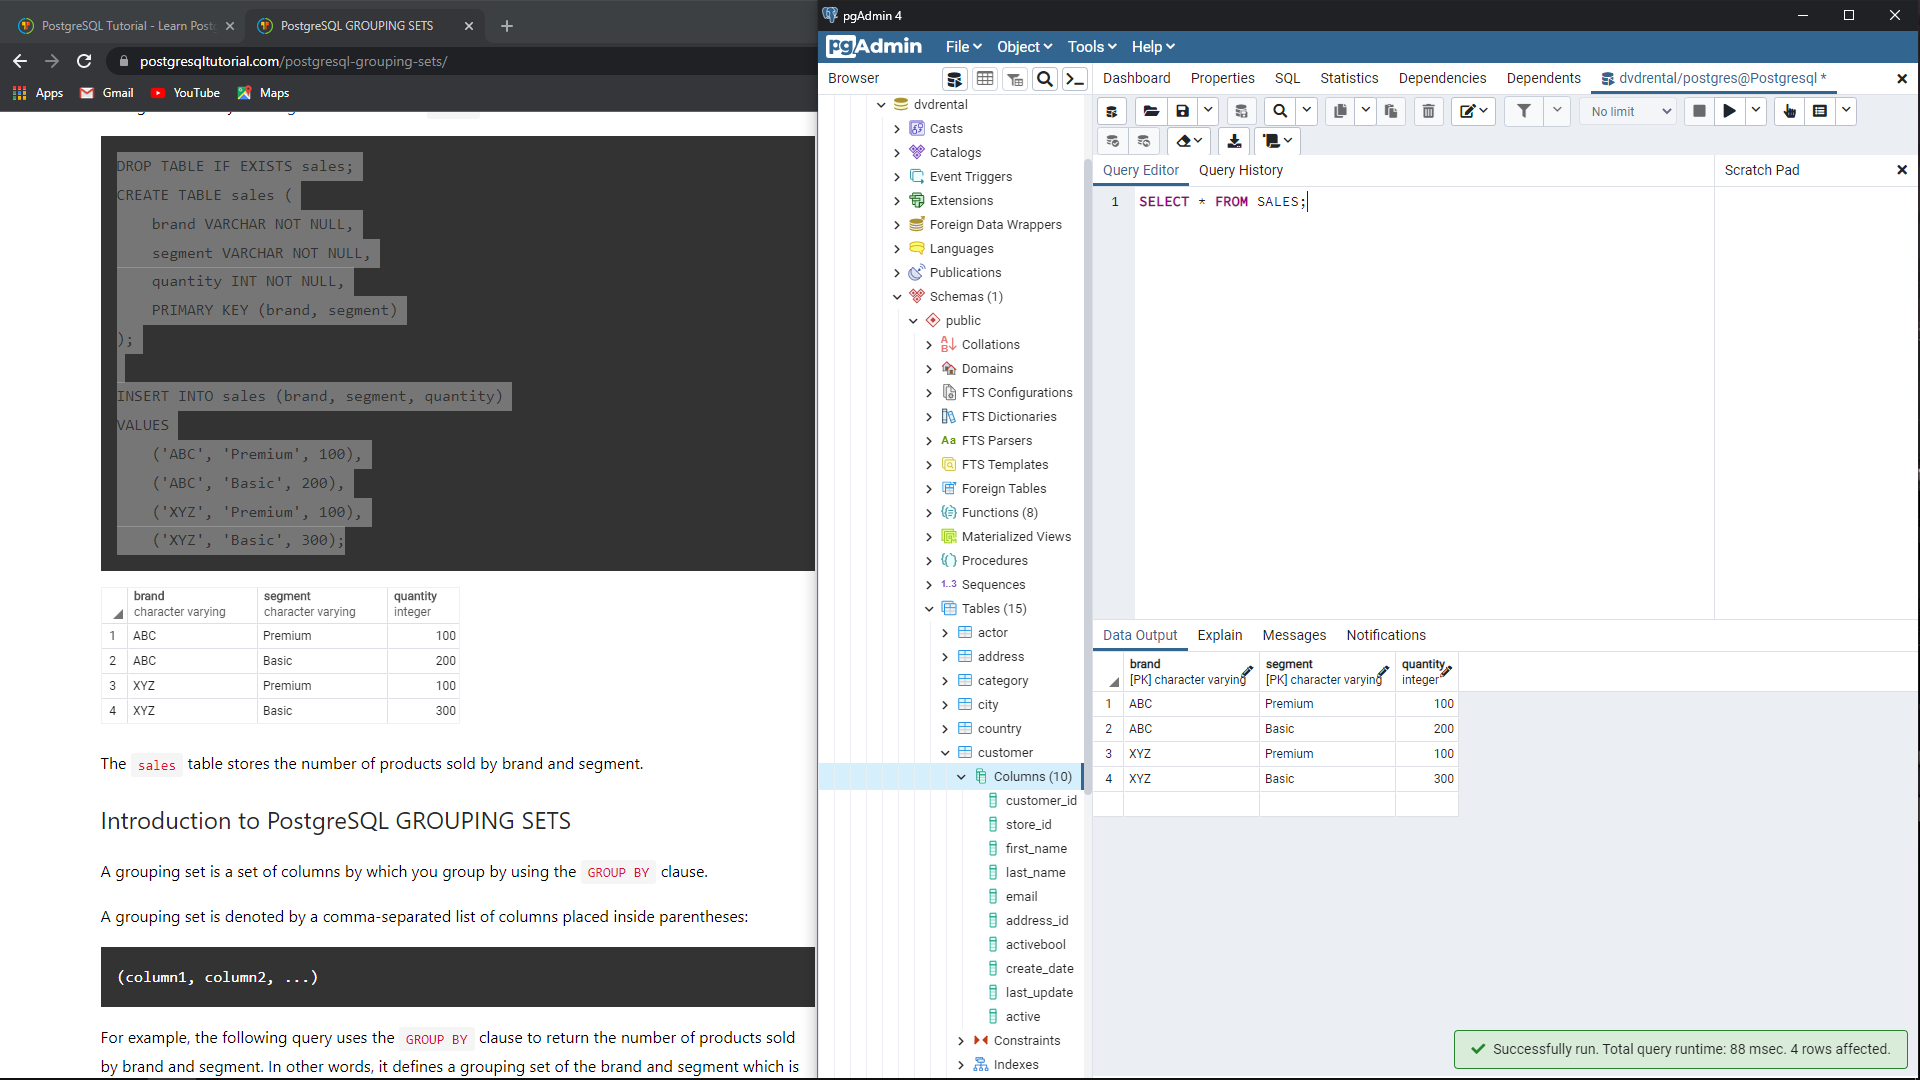 PostgreSQL Tutorial - Learn Post
PostgreSQL GROUPING SETS
postgresqltutorial.com/postgresql-grouping-sets/
Apps
Gmail
YouTube
Maps
DROP TABLE IF EXISTS sales;
CREATE TABLE sales (
    brand VARCHAR NOT NULL,
    segment VARCHAR NOT NULL,
    quantity INT NOT NULL,
    PRIMARY KEY (brand, segment)
);
INSERT INTO sales (brand, segment, quantity)
VALUES
    ('ABC', 'Premium', 100),
    ('ABC', 'Basic', 200),
    ('XYZ', 'Premium', 100),
    ('XYZ', 'Basic', 300);
brand segment quantity
character varying character varying integer
1 ABC Premium 100
2 ABC Basic 200
3 XYZ Premium 100
4 XYZ Basic 300
The sales table stores the number of products sold by brand and segment.
Introduction to PostgreSQL GROUPING SETS
A grouping set is a set of columns by which you group by using the GROUP BY clause.
A grouping set is denoted by a comma-separated list of columns placed inside parentheses:
(column1, column2, ...)
For example, the following query uses the GROUP BY clause to return the number of products sold
by brand and segment. In other words, it defines a grouping set of the brand and segment which is
pgAdmin 4
pgAdmin File Object Tools Help
Browser
dvdrental
Casts
Catalogs
Event Triggers
Extensions
Foreign Data Wrappers
Languages
Publications
Schemas (1)
public
Collations
Domains
FTS Configurations
FTS Dictionaries
Aa FTS Parsers
FTS Templates
Foreign Tables
Functions (8)
Materialized Views
Procedures
1..3 Sequences
Tables (15)
actor
address
category
city
country
customer
Columns (10)
customer_id
store_id
first_name
last_name
email
address_id
activebool
create_date
last_update
active
Constraints
Indexes
Dashboard Properties SQL Statistics Dependencies Dependents dvdrental/postgres@Postgresql *
No limit
Query Editor Query History
Scratch Pad
1 SELECT * FROM SALES;
Data Output Explain Messages Notifications
brand segment quantity
[PK] character varying [PK] character varying integer
1 ABC Premium 100
2 ABC Basic 200
3 XYZ Premium 100
4 XYZ Basic 300
Successfully run. Total query runtime: 88 msec. 4 rows affected.